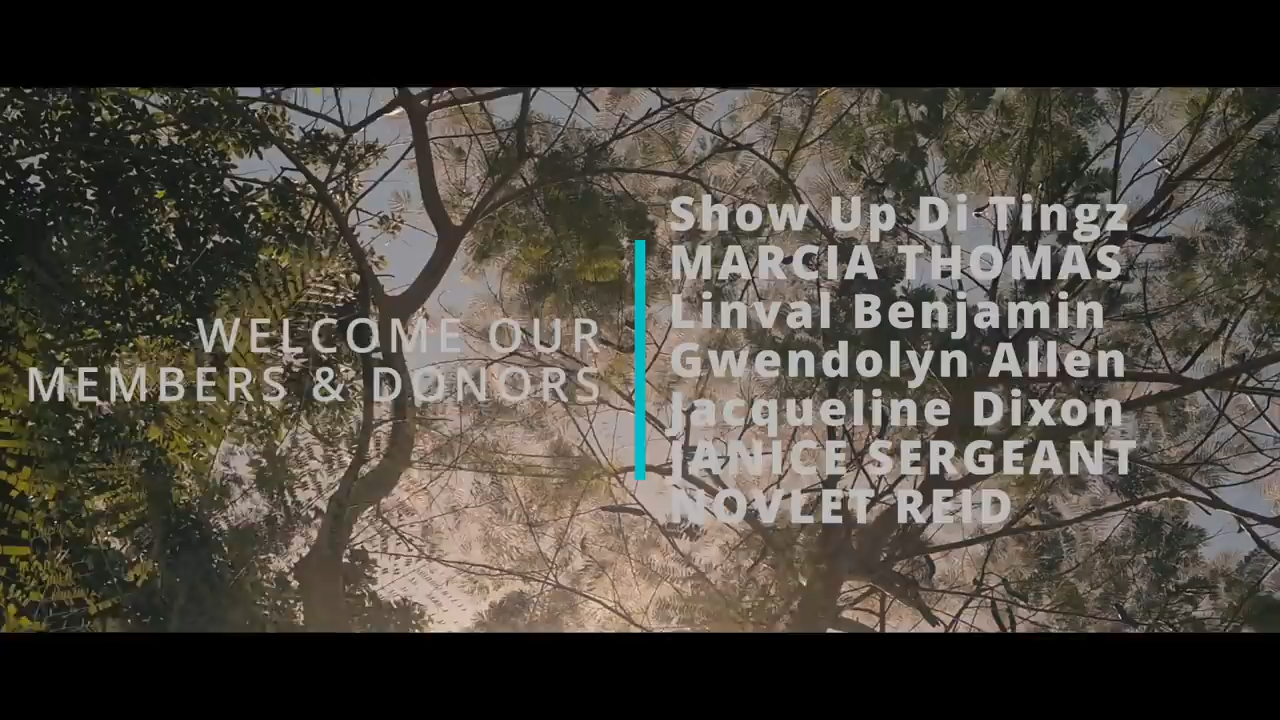 WELCOME OUR
MEMBERS & DONORS
Show Up Di Tingz
MARCIA THOMAS
Linval Benjamin
Gwendolyn Allen
Jacqueline Dixon
JANICE SERGEANT
NOVLET REID